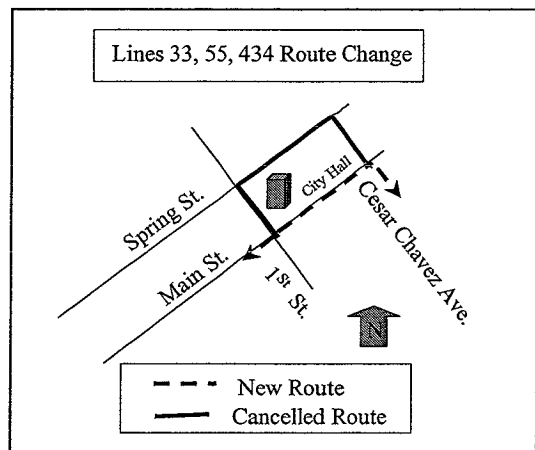 Lines 33, 55, 434 Route Change
City Hall
Spring St.
Cesar Chavez Ave.
Main St.
1st St.
N
New Route
Cancelled Route